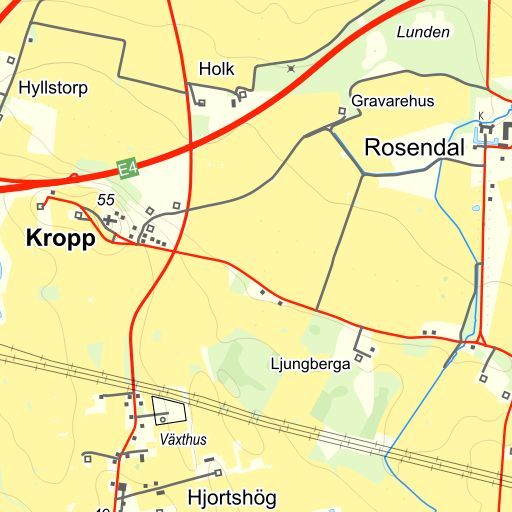 Lunden
Holk
Hyllstorp
Gravarehus
K
Rosendal
E4
55
Kropp
Ljungberga
Växthus
Hjortshög